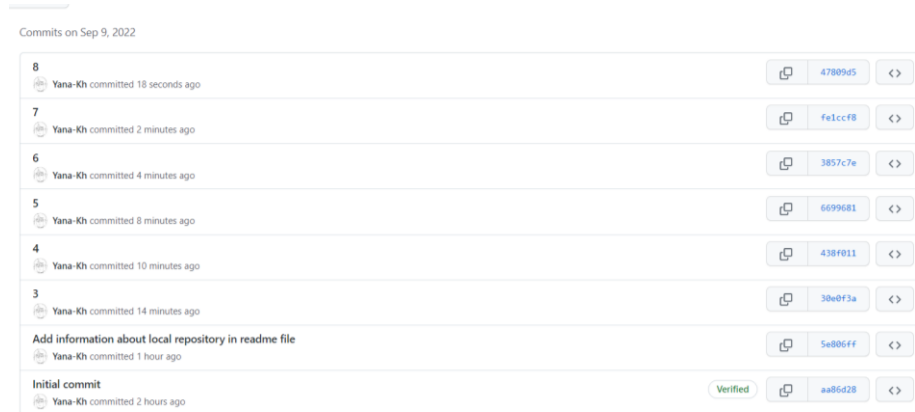 Commits on Sep 9, 2022
8
Yana-Kh committed 18 seconds ago
47809d5
7
Yana-Kh committed 2 minutes ago
fe1ccf8
6
Yana-Kh committed 4 minutes ago
3857c7e
5
Yana-Kh committed 8 minutes ago
6699681
4
Yana-Kh committed 10 minutes ago
438f011
3
Yana-Kh committed 14 minutes ago
30e0f3a
Add information about local repository in readme file
Yana-Kh committed 1 hour ago
5e806ff
Initial commit
Yana-Kh committed 2 hours ago
Verified
aa86d28